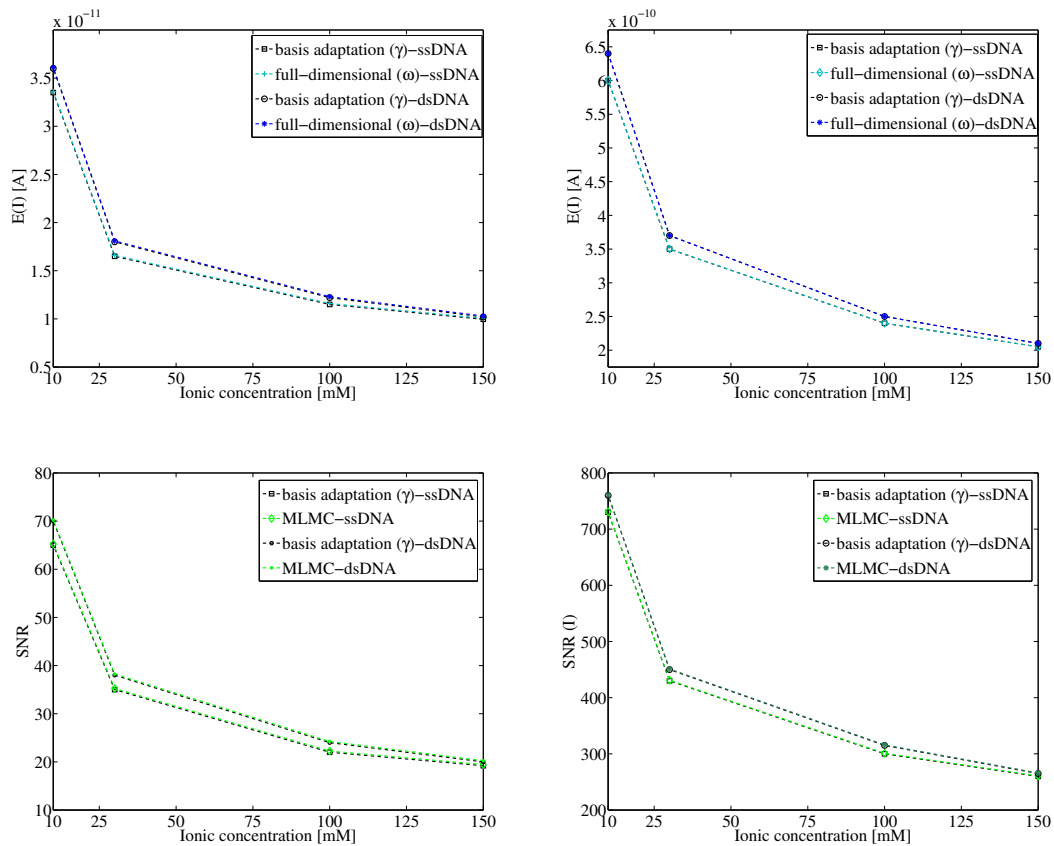 x 10⁻¹¹
3.5
3
2.5
2
1.5
1
0.5
E(I) [A]
10 25 50 75 100 125 150
Ionic concentration [mM]
basis adaptation (γ)−ssDNA
full−dimensional (ω)−ssDNA
basis adaptation (γ)−dsDNA
full−dimensional (ω)−dsDNA
x 10⁻¹⁰
6.5
6
5.5
5
4.5
4
3.5
3
2.5
2
E(I) [A]
10 25 50 75 100 125 150
Ionic concentration [mM]
basis adaptation (γ)−ssDNA
full−dimensional (ω)−ssDNA
basis adaptation (γ)−dsDNA
full−dimensional (ω)−dsDNA
80
70
60
50
40
30
20
10
SNR
10 25 50 75 100 125 150
Ionic concentration [mM]
basis adaptation (γ)−ssDNA
MLMC−ssDNA
basis adaptation (γ)−dsDNA
MLMC−dsDNA
800
700
600
500
400
300
200
SNR (I)
10 25 50 75 100 125 150
Ionic concentration [mM]
basis adaptation (γ)−ssDNA
MLMC−ssDNA
basis adaptation (γ)−dsDNA
MLMC−dsDNA